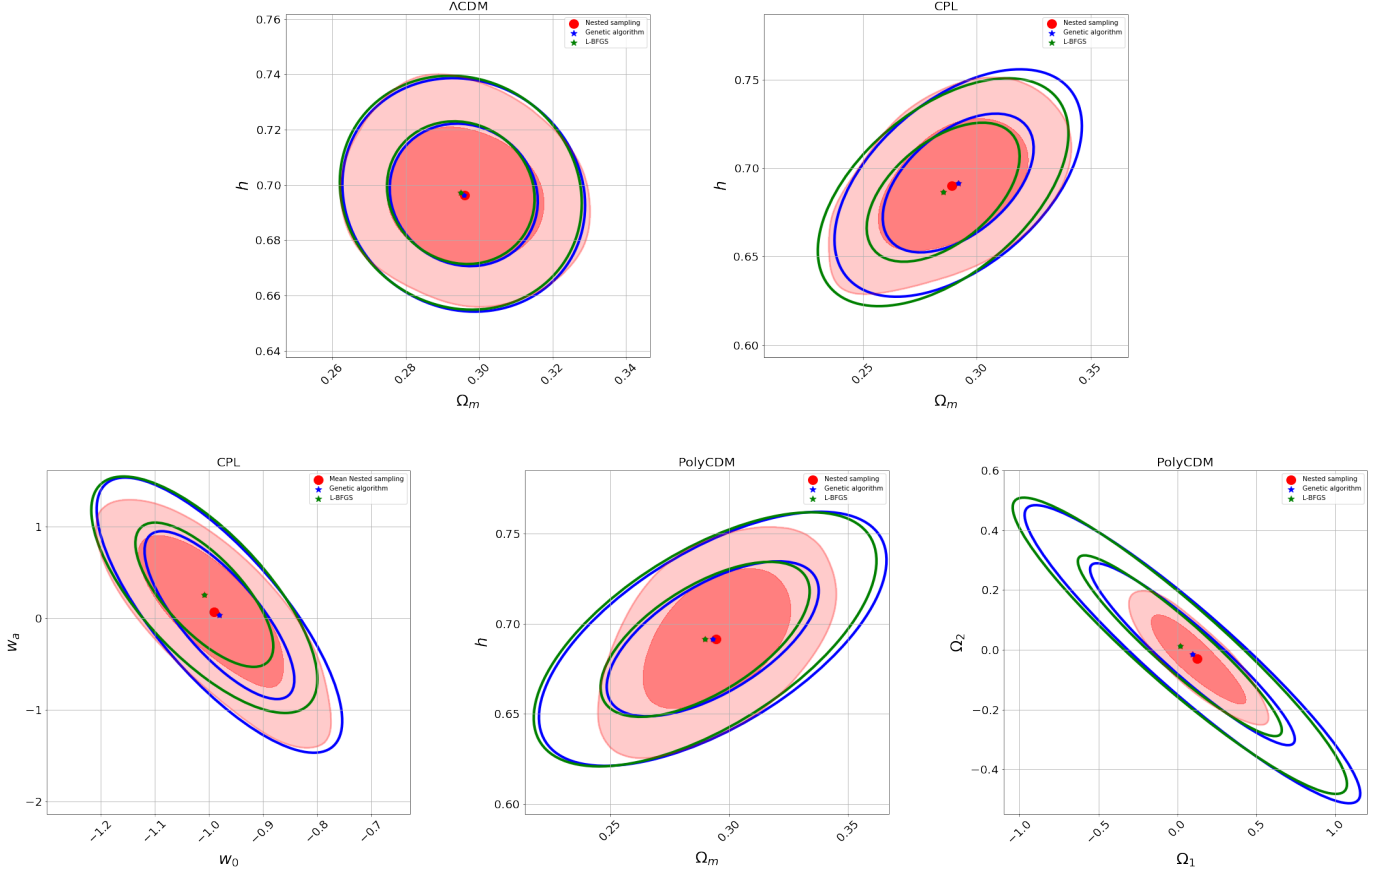 ΛCDM
Nested sampling
Genetic algorithm
L-BFGS
0.76
0.74
0.72
0.70
0.68
0.66
0.64
h
0.26
0.28
0.30
0.32
0.34
Ωm
CPL
Nested sampling
Genetic algorithm
L-BFGS
0.75
0.70
0.65
0.60
h
0.25
0.30
0.35
Ωm
CPL
Mean Nested sampling
Genetic algorithm
L-BFGS
1
0
−1
−2
wa
−1.2
−1.1
−1.0
−0.9
−0.8
−0.7
w0
PolyCDM
Nested sampling
Genetic algorithm
L-BFGS
0.75
0.70
0.65
0.60
h
0.25
0.30
0.35
Ωm
PolyCDM
Nested sampling
Genetic algorithm
L-BFGS
0.6
0.4
0.2
0.0
−0.2
−0.4
Ω2
−1.0
−0.5
0.0
0.5
1.0
Ω1